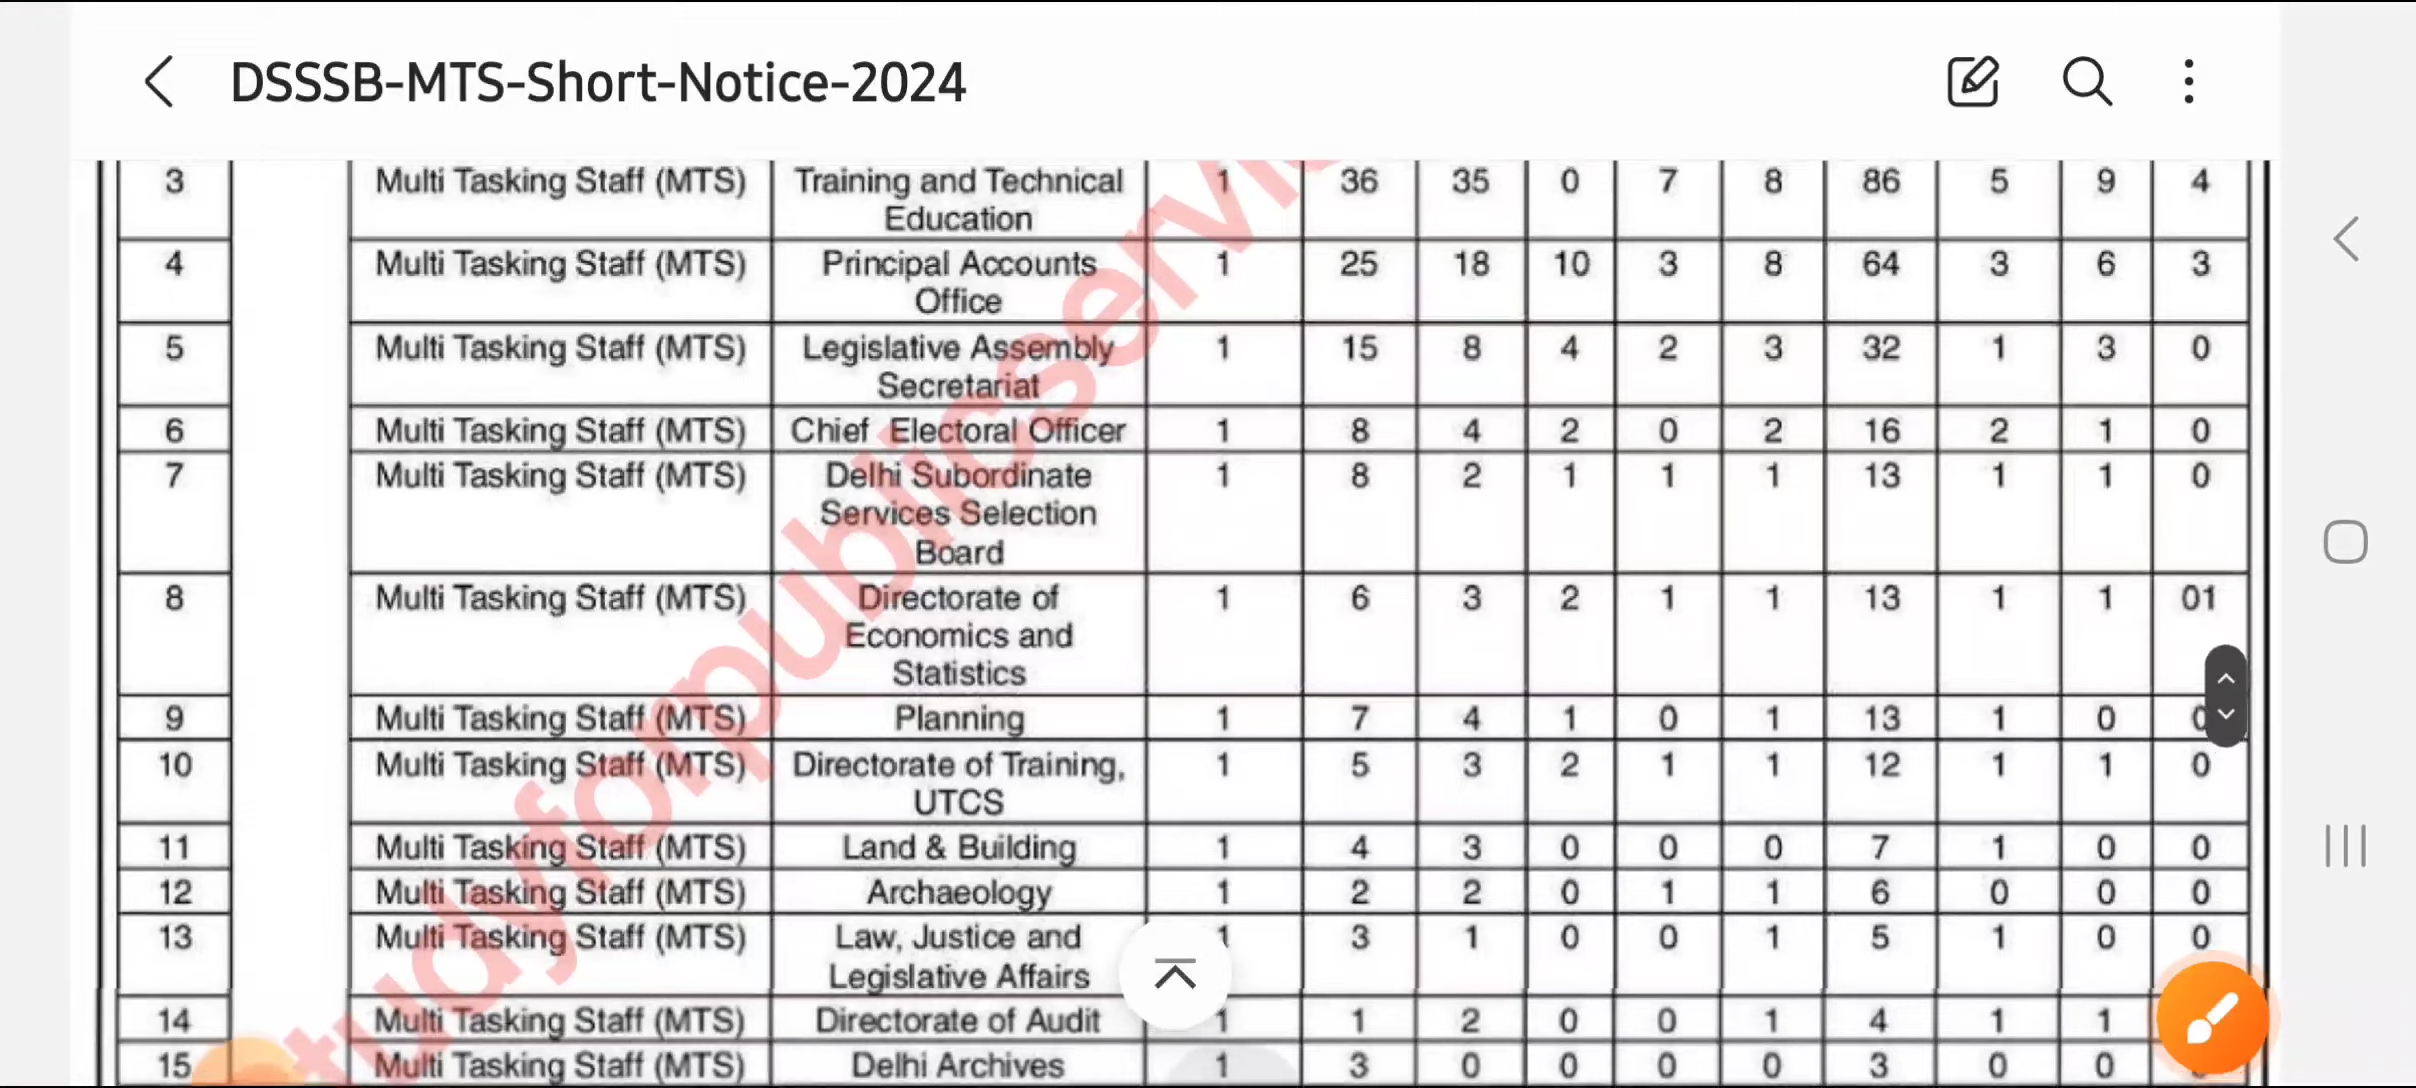 DSSSB-MTS-Short-Notice-2024
3 Multi Tasking Staff (MTS) Training and Technical 1 36 35 0 7 8 86 5 9 4
Education
4 Multi Tasking Staff (MTS) Principal Accounts 1 25 18 10 3 8 64 3 6 3
Office
5 Multi Tasking Staff (MTS) Legislative Assembly 1 15 8 4 2 3 32 1 3 0
Secretariat
6 Multi Tasking Staff (MTS) Chief Electoral Officer 1 8 4 2 0 2 16 2 1 0
7 Multi Tasking Staff (MTS) Delhi Subordinate 1 8 2 1 1 1 13 1 1 0
Services Selection
Board
8 Multi Tasking Staff (MTS) Directorate of 1 6 3 2 1 1 13 1 1 01
Economics and
Statistics
9 Multi Tasking Staff (MTS) Planning 1 7 4 1 0 1 13 1 0 0
10 Multi Tasking Staff (MTS) Directorate of Training, 1 5 3 2 1 1 12 1 1 0
UTCS
11 Multi Tasking Staff (MTS) Land & Building 1 4 3 0 0 0 7 1 0 0
12 Multi Tasking Staff (MTS) Archaeology 1 2 2 0 1 1 6 0 0 0
13 Multi Tasking Staff (MTS) Law, Justice and 1 3 1 0 0 1 5 1 0 0
Legislative Affairs
14 Multi Tasking Staff (MTS) Directorate of Audit 1 1 2 0 0 1 4 1 1
15 Multi Tasking Staff (MTS) Delhi Archives 1 3 0 0 0 0 3 0 0
tudyforpublicservic